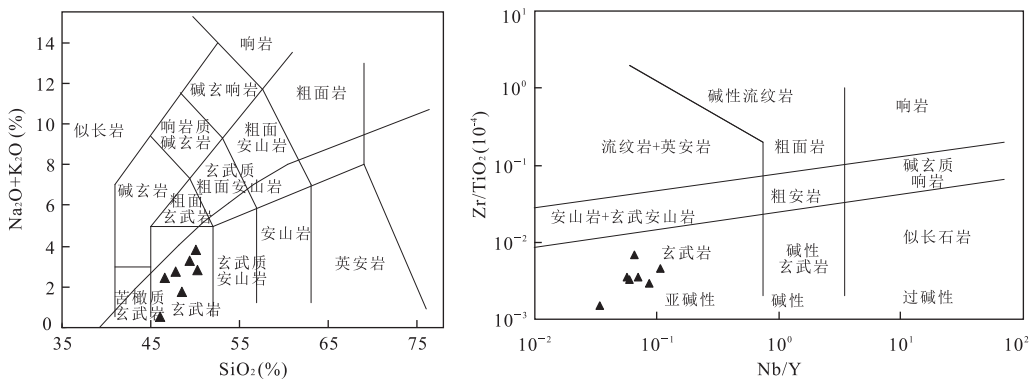 Na₂O+K₂O (%)
14
12
10
8
6
4
2
0
35
45
55
65
75
SiO₂(%)
响岩
碱玄响岩
粗面岩
似长岩
响岩质
碱玄岩
粗面
安山岩
玄武质
粗面安山岩
碱玄岩
粗面
玄武岩
安山岩
玄武质
安山岩
英安岩
苦橄质
玄武岩
玄武岩
Zr/TiO₂(10⁻⁴)
10⁰
10⁻¹
10⁻²
10⁻³
10⁻²
10⁻¹
10⁰
10¹
10²
Nb/Y
碱性流纹岩
响岩
流纹岩+英安岩
粗面岩
碱玄质
响岩
粗安岩
安山岩+玄武安山岩
似长石岩
玄武岩
碱性
玄武岩
亚碱性
碱性
过碱性